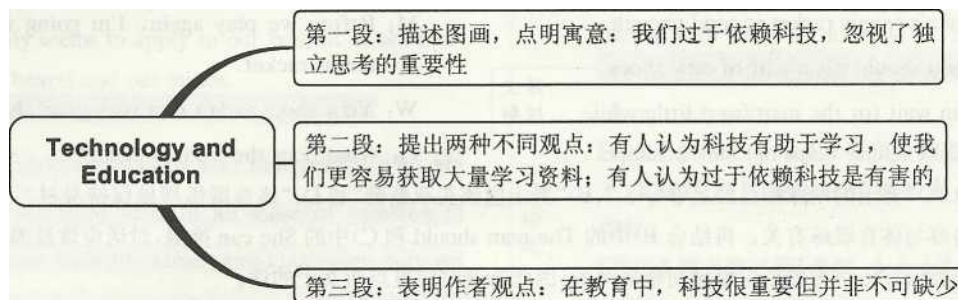 第一段：描述图画，点明寓意：我们过于依赖科技，忽视了独
立思考的重要性
Technology and
Education
第二段：提出两种不同观点：有人认为科技有助于学习，使我
们更容易获取大量学习资料；有人认为过于依赖科技是有害的
第三段：表明作者观点：在教育中，科技很重要但并非不可缺少